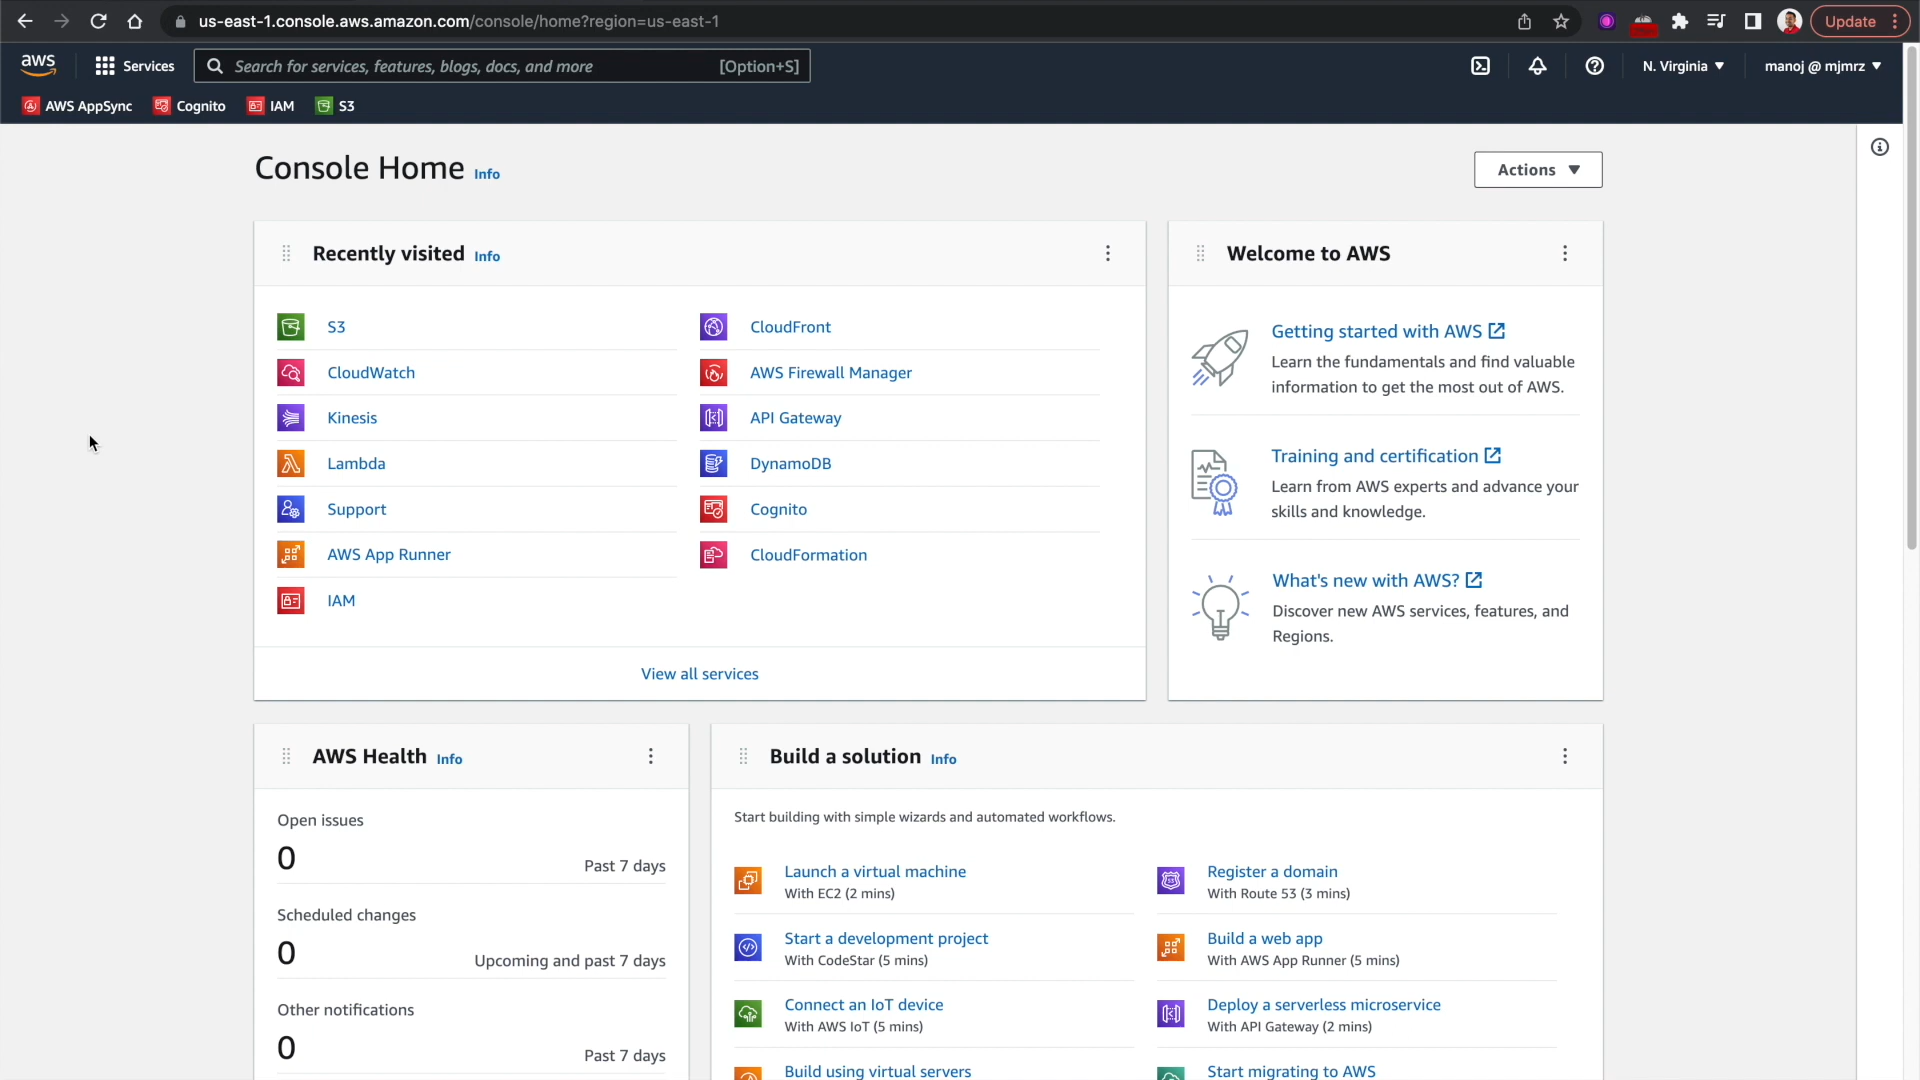 us-east-1.console.aws.amazon.com/console/home?region=us-east-1
Update
aws
Services
Search for services, features, blogs, docs, and more
[Option+S]
N. Virginia
manoj @ mjmrz
AWS AppSync
Cognito
IAM
S3
Console Home Info
Actions
Recently visited Info
S3
CloudWatch
Kinesis
Lambda
Support
AWS App Runner
IAM
CloudFront
AWS Firewall Manager
API Gateway
DynamoDB
Cognito
CloudFormation
View all services
Welcome to AWS
Getting started with AWS
Learn the fundamentals and find valuable
information to get the most out of AWS.
Training and certification
Learn from AWS experts and advance your
skills and knowledge.
What's new with AWS?
Discover new AWS services, features, and
Regions.
AWS Health Info
Open issues
0
Past 7 days
Scheduled changes
0
Upcoming and past 7 days
Other notifications
0
Past 7 days
Build a solution Info
Start building with simple wizards and automated workflows.
Launch a virtual machine
With EC2 (2 mins)
Start a development project
With CodeStar (5 mins)
Connect an IoT device
With AWS IoT (5 mins)
Build using virtual servers
Register a domain
With Route 53 (3 mins)
Build a web app
With AWS App Runner (5 mins)
Deploy a serverless microservice
With API Gateway (2 mins)
Start migrating to AWS